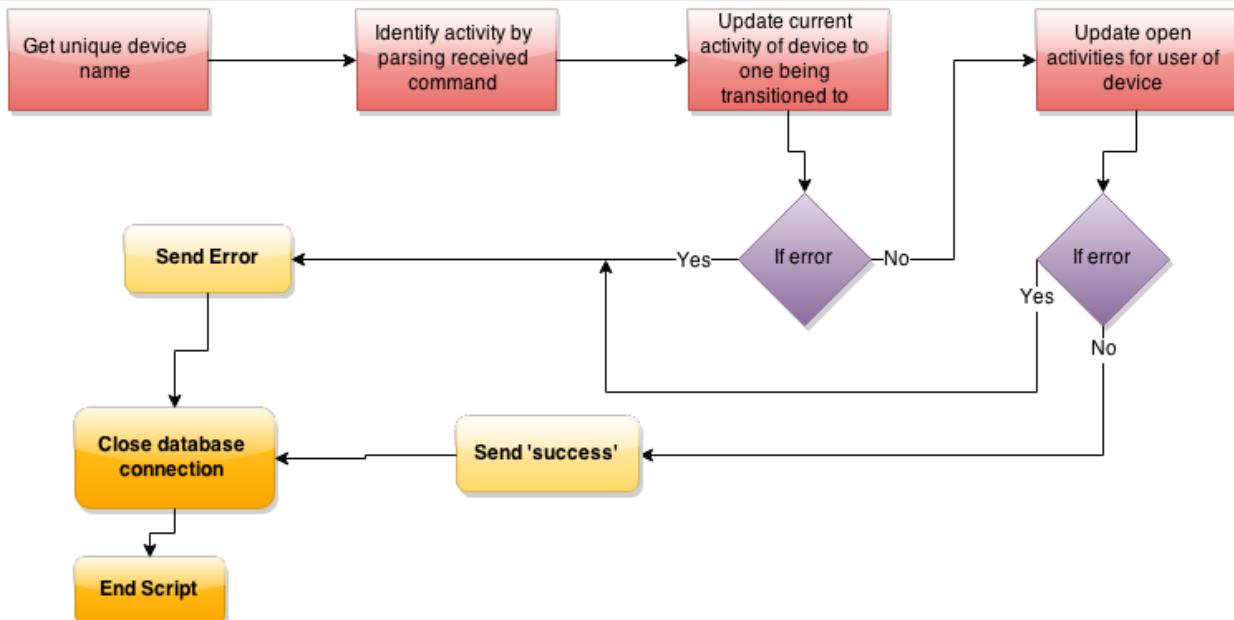 Get unique device
name
Identify activity by
parsing received
command
Update current
activity of device to
one being
transitioned to
Update open
activities for user of
device
Send Error
Yes
If error
No
If error
Yes
No
Close database
connection
Send 'success'
End Script